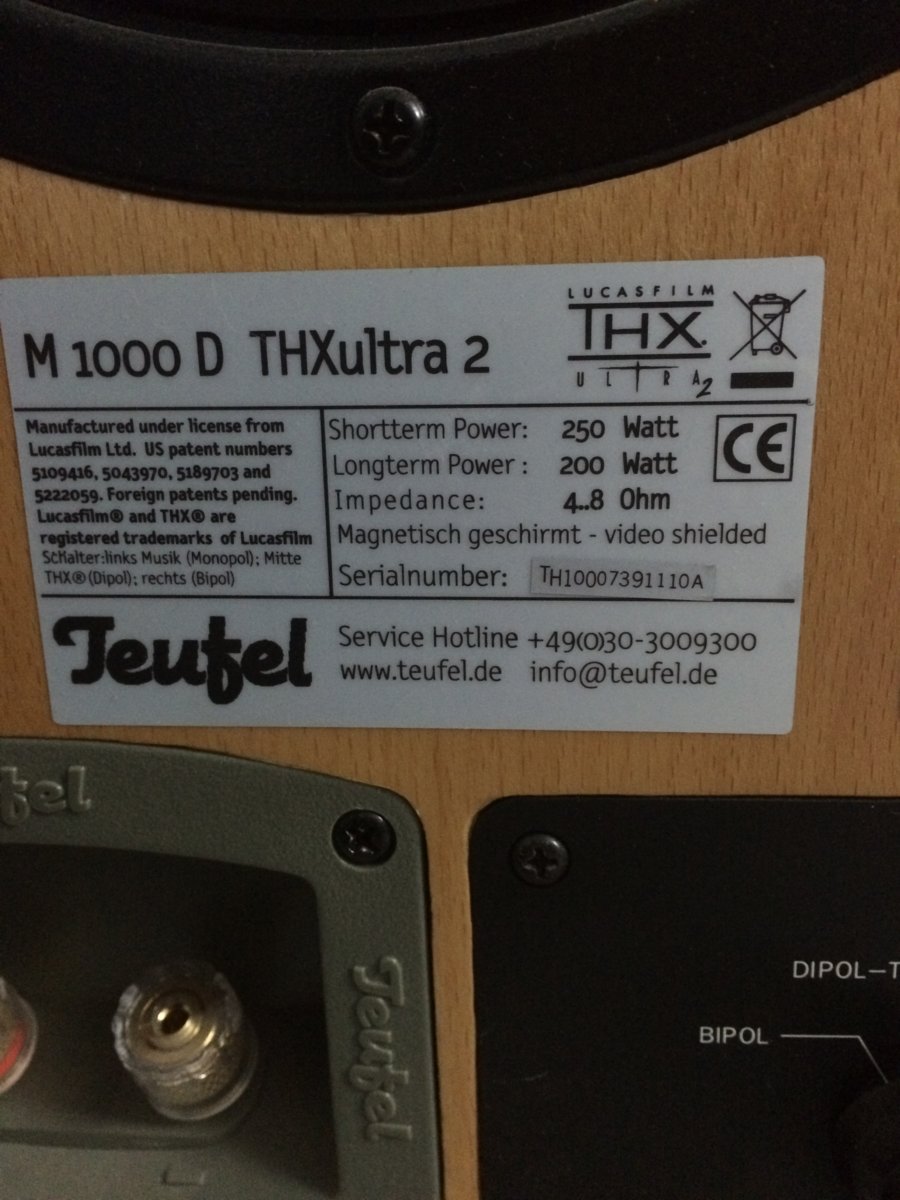 LUCASFILM
THX
ULTRA2
M 1000 D THXultra 2
Manufactured under license from
Lucasfilm Ltd. US patent numbers
5109416, 5043970, 5189703 and
5222059. Foreign patents pending.
Lucasfilm® and THX® are
registered trademarks of Lucasfilm
Schalter:links Musik (Monopol); Mitte
THX®(Dipol); rechts (Bipol)
Shortterm Power: 250 Watt
Longterm Power : 200 Watt
Impedance: 4..8 Ohm
CE
Magnetisch geschirmt - video shielded
Serialnumber: TH10007391110A
Teufel
Service Hotline +49(0)30-3009300
www.teufel.de info@teufel.de
fel
Teufel
DIPOL–T
BIPOL